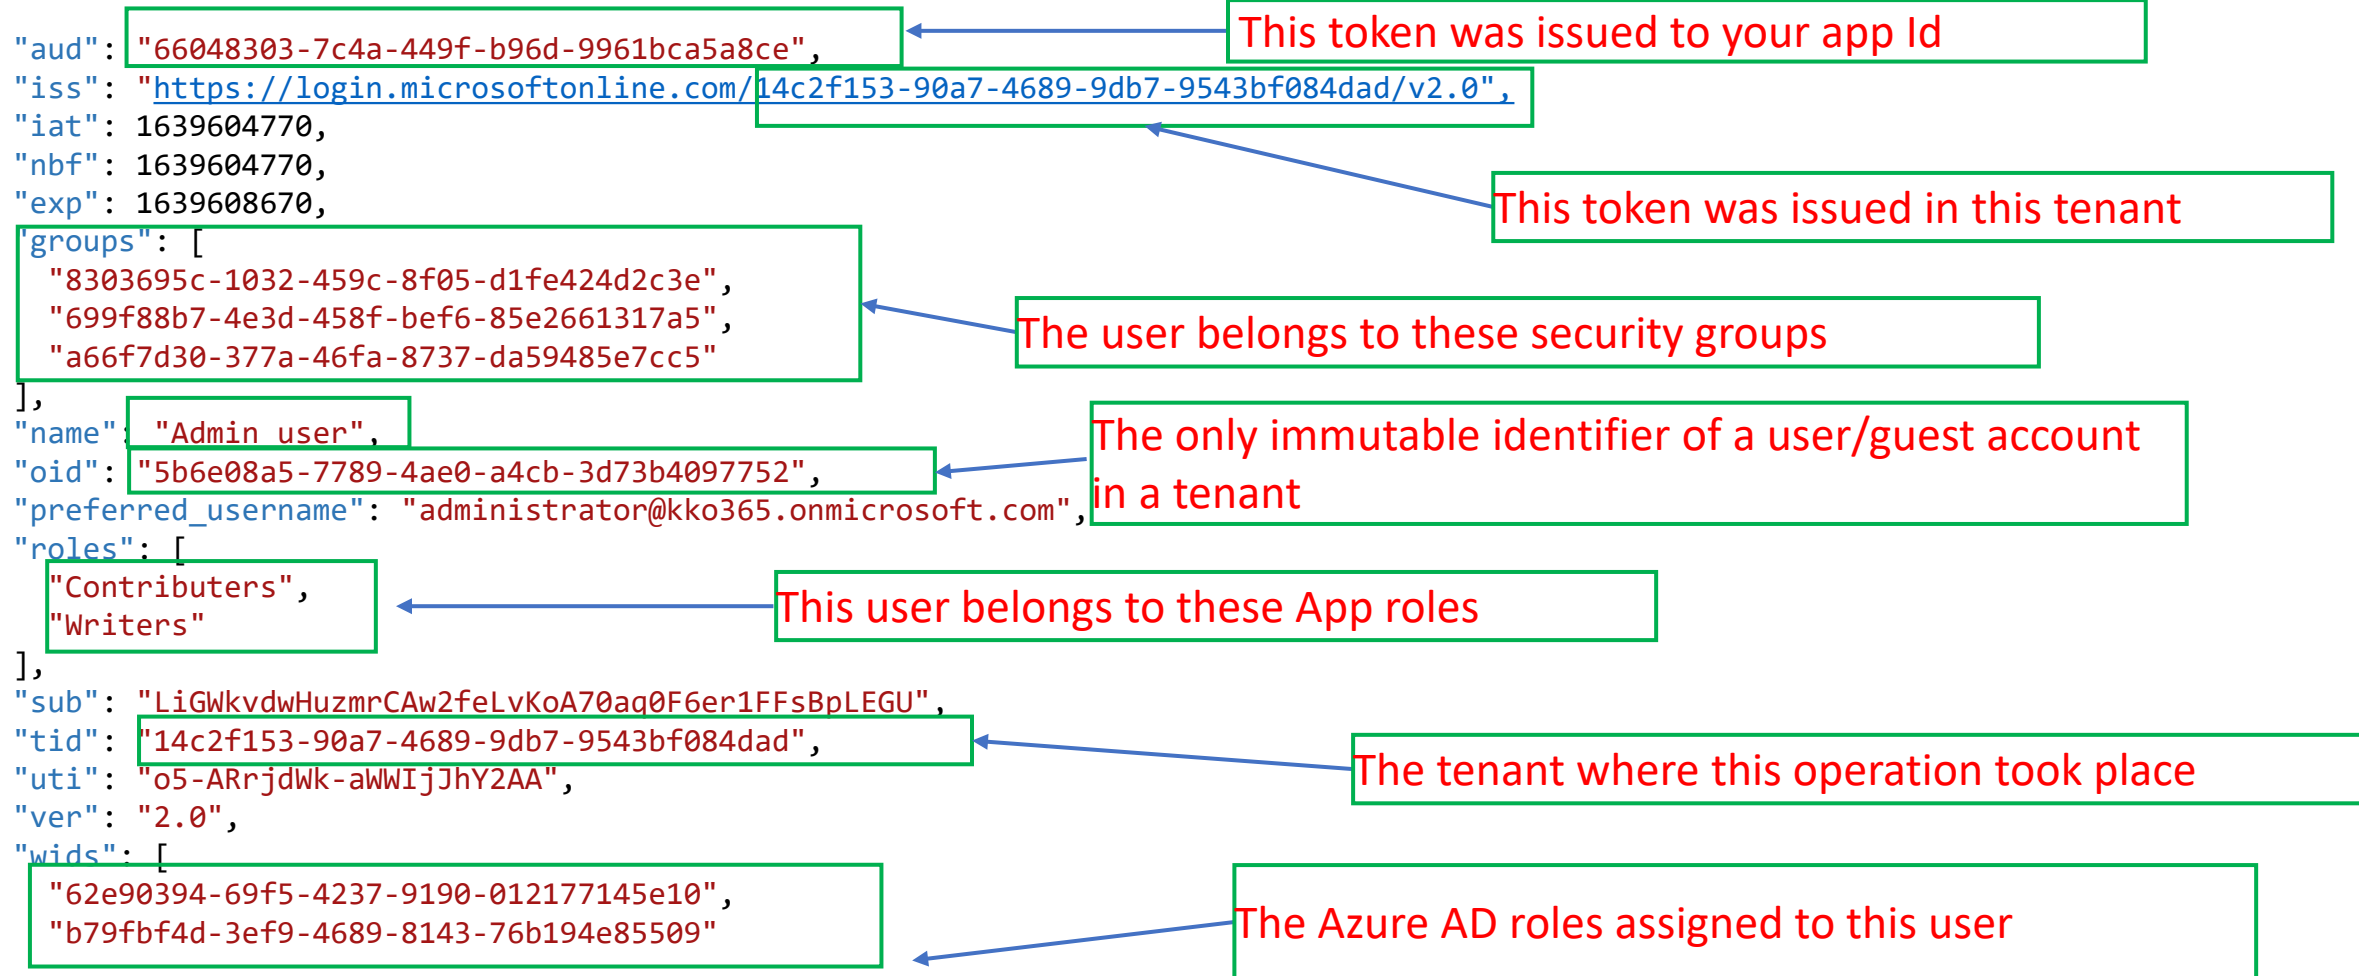 "aud": "66048303-7c4a-449f-b96d-9961bca5a8ce",
This token was issued to your app Id
"iss": "https://login.microsoftonline.com/14c2f153-90a7-4689-9db7-9543bf084dad/v2.0",
"iat": 1639604770,
"nbf": 1639604770,
"exp": 1639608670,
This token was issued in this tenant
"groups": [
"8303695c-1032-459c-8f05-d1fe424d2c3e",
"699f88b7-4e3d-458f-bef6-85e2661317a5",
"a66f7d30-377a-46fa-8737-da59485e7cc5"
The user belongs to these security groups
],
"name": "Admin user",
"oid": "5b6e08a5-7789-4ae0-a4cb-3d73b4097752",
The only immutable identifier of a user/guest account
in a tenant
"preferred_username": "administrator@kko365.onmicrosoft.com",
"roles": [
"Contributers",
"Writers"
This user belongs to these App roles
],
"sub": "LiGWkvdwHuzmrCAw2feLvKoA70aq0F6er1FFsBpLEGU",
"tid": "14c2f153-90a7-4689-9db7-9543bf084dad",
The tenant where this operation took place
"uti": "o5-ARrjdWk-aWWIjJhY2AA",
"ver": "2.0",
"wids": [
"62e90394-69f5-4237-9190-012177145e10",
"b79fbf4d-3ef9-4689-8143-76b194e85509"
The Azure AD roles assigned to this user